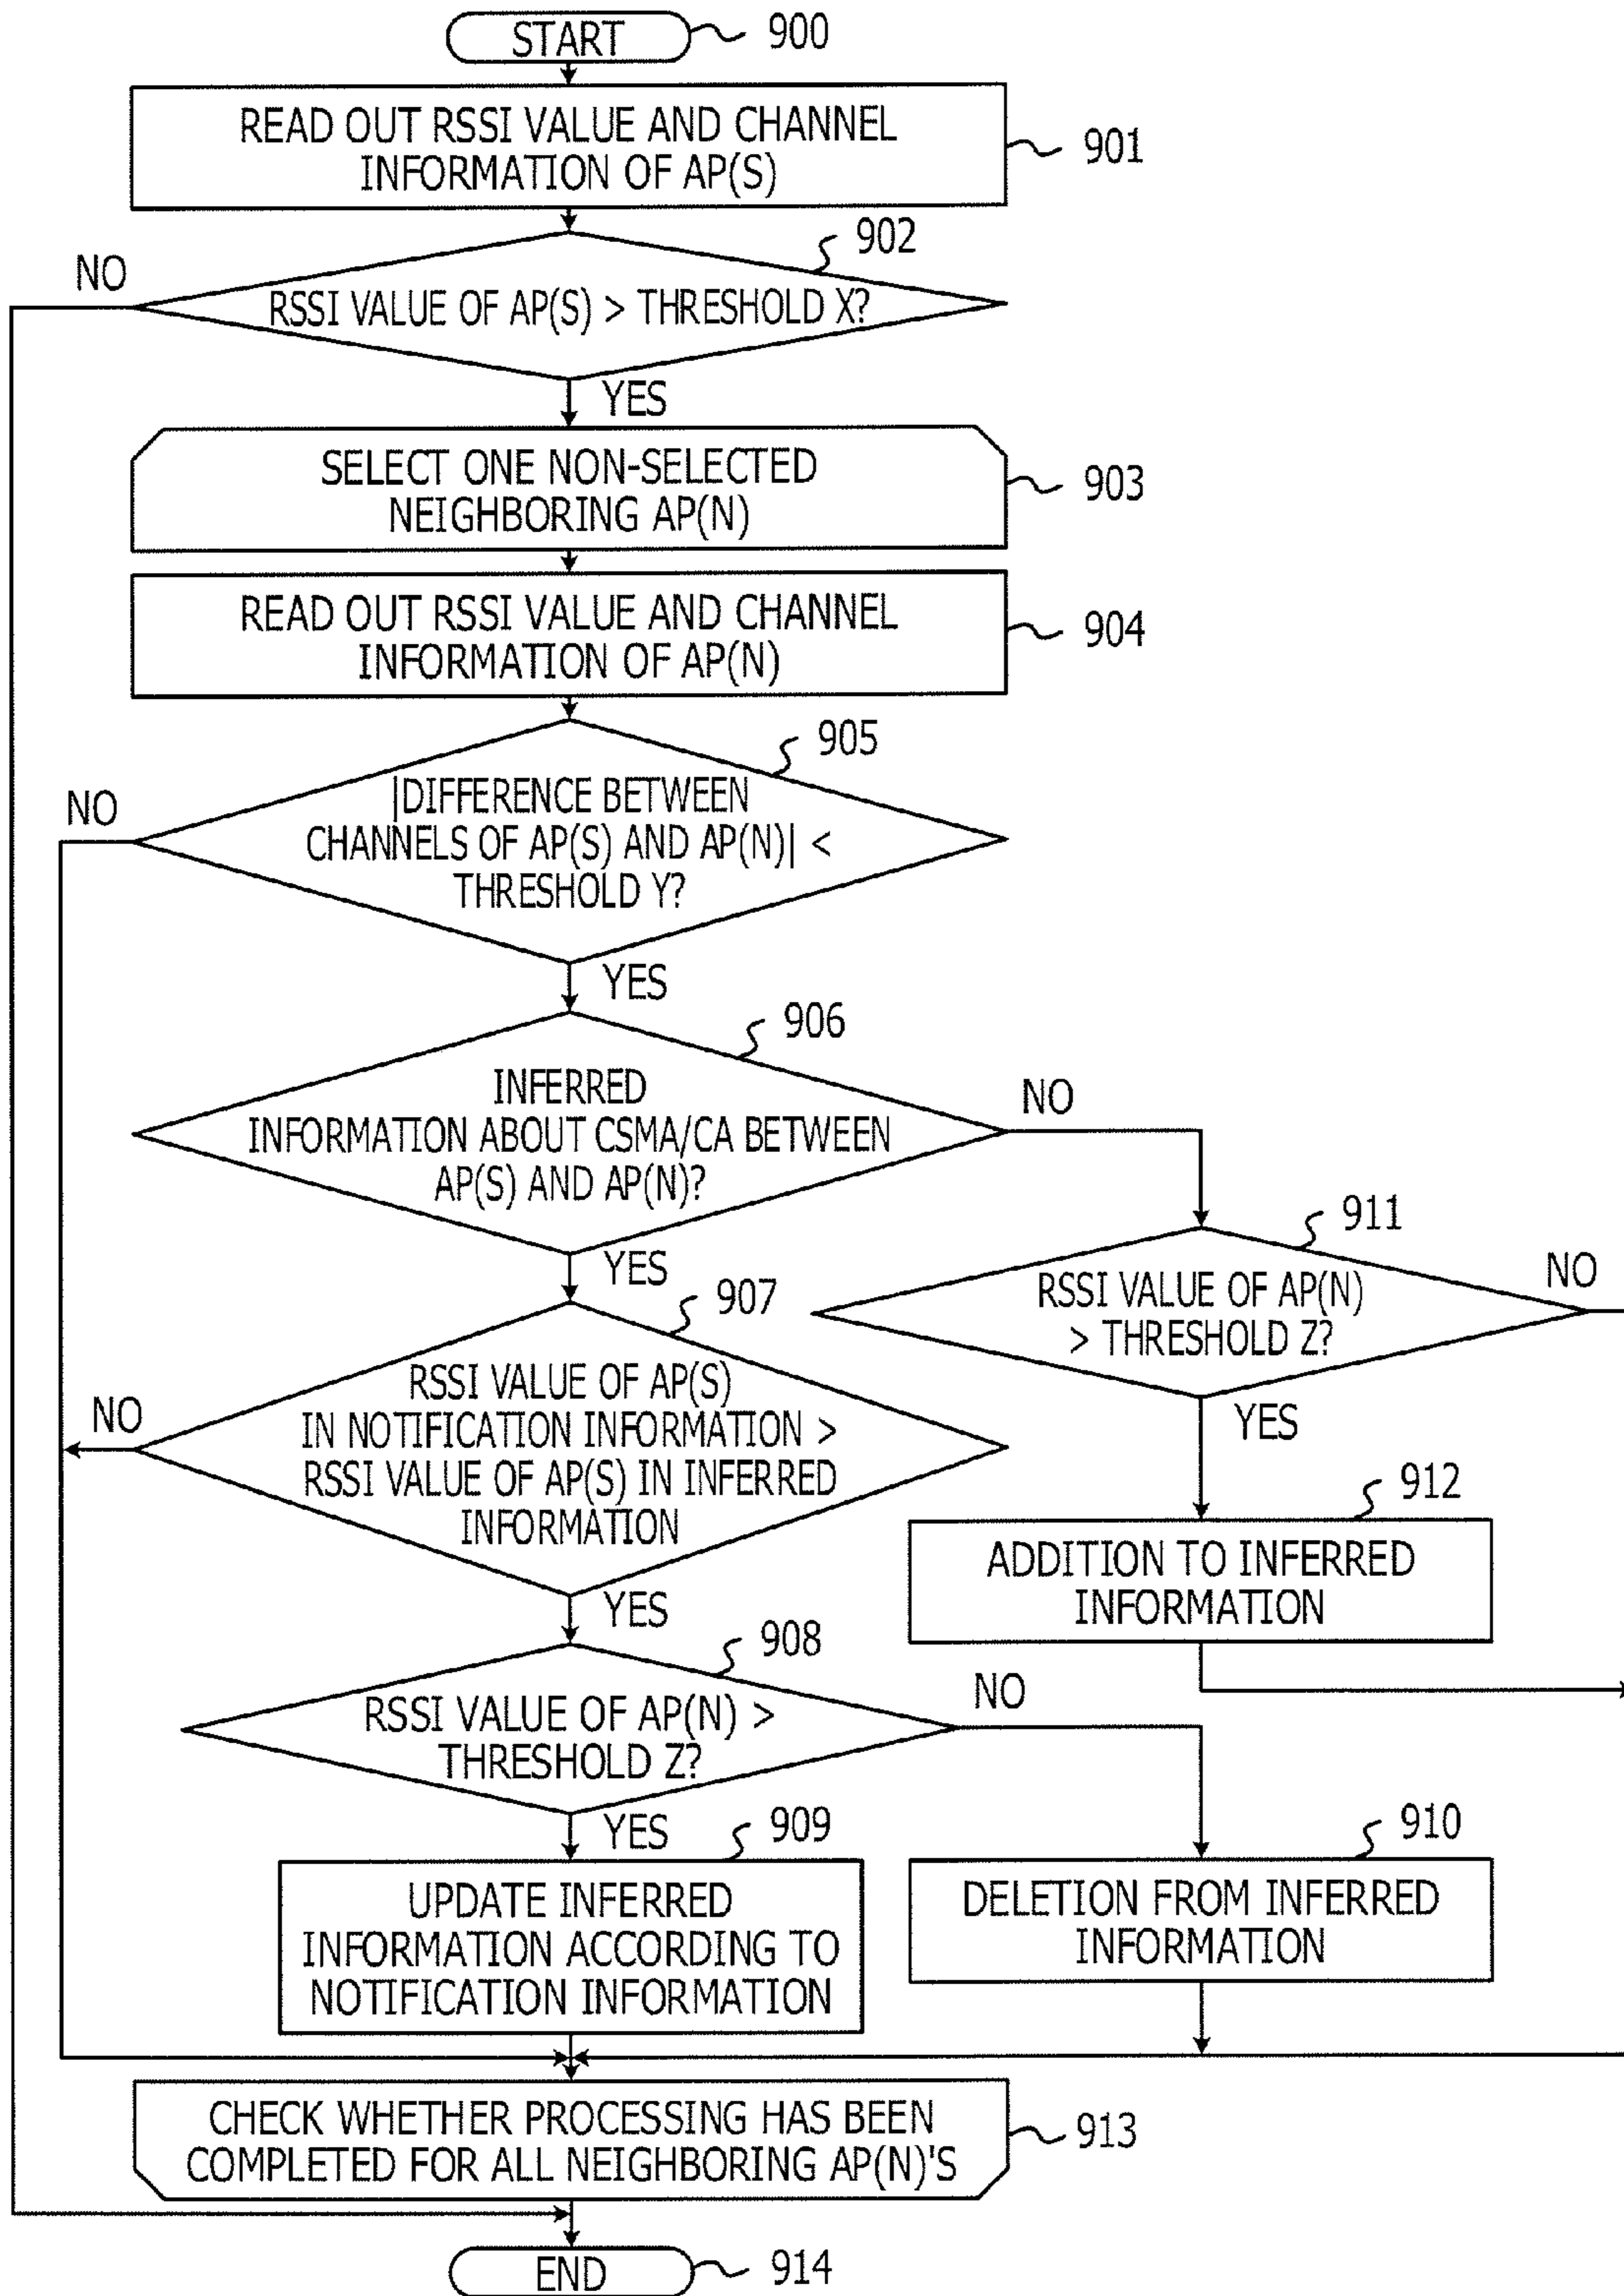 START
900
READ OUT RSSI VALUE AND CHANNEL
INFORMATION OF AP(S)
901
902
NO
RSSI VALUE OF AP(S) > THRESHOLD X?
YES
SELECT ONE NON-SELECTED
NEIGHBORING AP(N)
903
READ OUT RSSI VALUE AND CHANNEL
INFORMATION OF AP(N)
904
905
NO
|DIFFERENCE BETWEEN
CHANNELS OF AP(S) AND AP(N)| <
THRESHOLD Y?
YES
906
INFERRED
INFORMATION ABOUT CSMA/CA BETWEEN
AP(S) AND AP(N)?
NO
YES
911
RSSI VALUE OF AP(N)
> THRESHOLD Z?
NO
YES
907
RSSI VALUE OF AP(S)
IN NOTIFICATION INFORMATION >
RSSI VALUE OF AP(S) IN INFERRED
INFORMATION
NO
YES
912
ADDITION TO INFERRED
INFORMATION
908
RSSI VALUE OF AP(N) >
THRESHOLD Z?
NO
YES
909
UPDATE INFERRED
INFORMATION ACCORDING TO
NOTIFICATION INFORMATION
910
DELETION FROM INFERRED
INFORMATION
CHECK WHETHER PROCESSING HAS BEEN
COMPLETED FOR ALL NEIGHBORING AP(N)'S
913
END
914